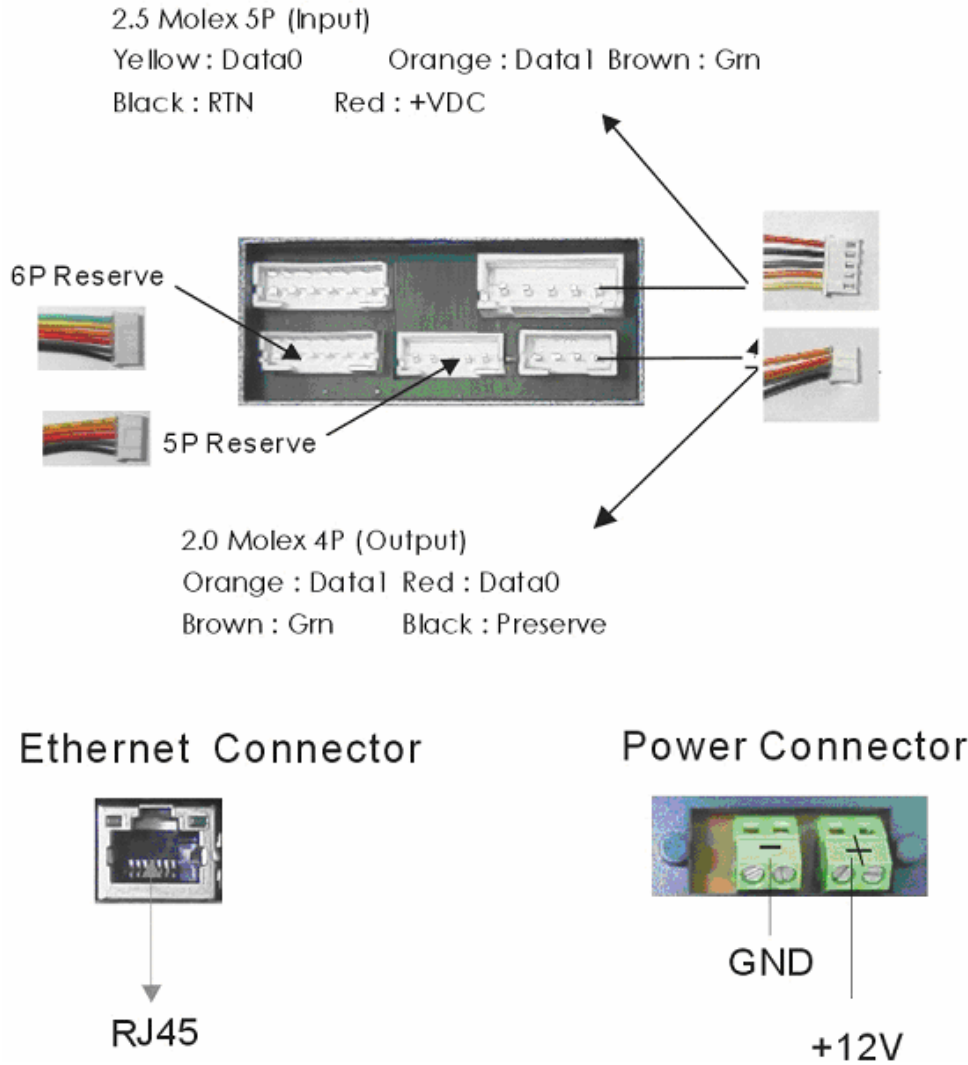 2.5 Molex 5P (Input)
Yellow : Data0 Orange : Data1 Brown : Grn
Black : RTN Red : +VDC
6P Reserve
5P Reserve
2.0 Molex 4P (Output)
Orange : Data1 Red : Data0
Brown : Grn Black : Preserve
Ethernet Connector
Power Connector
- +
GND
RJ45
+12V